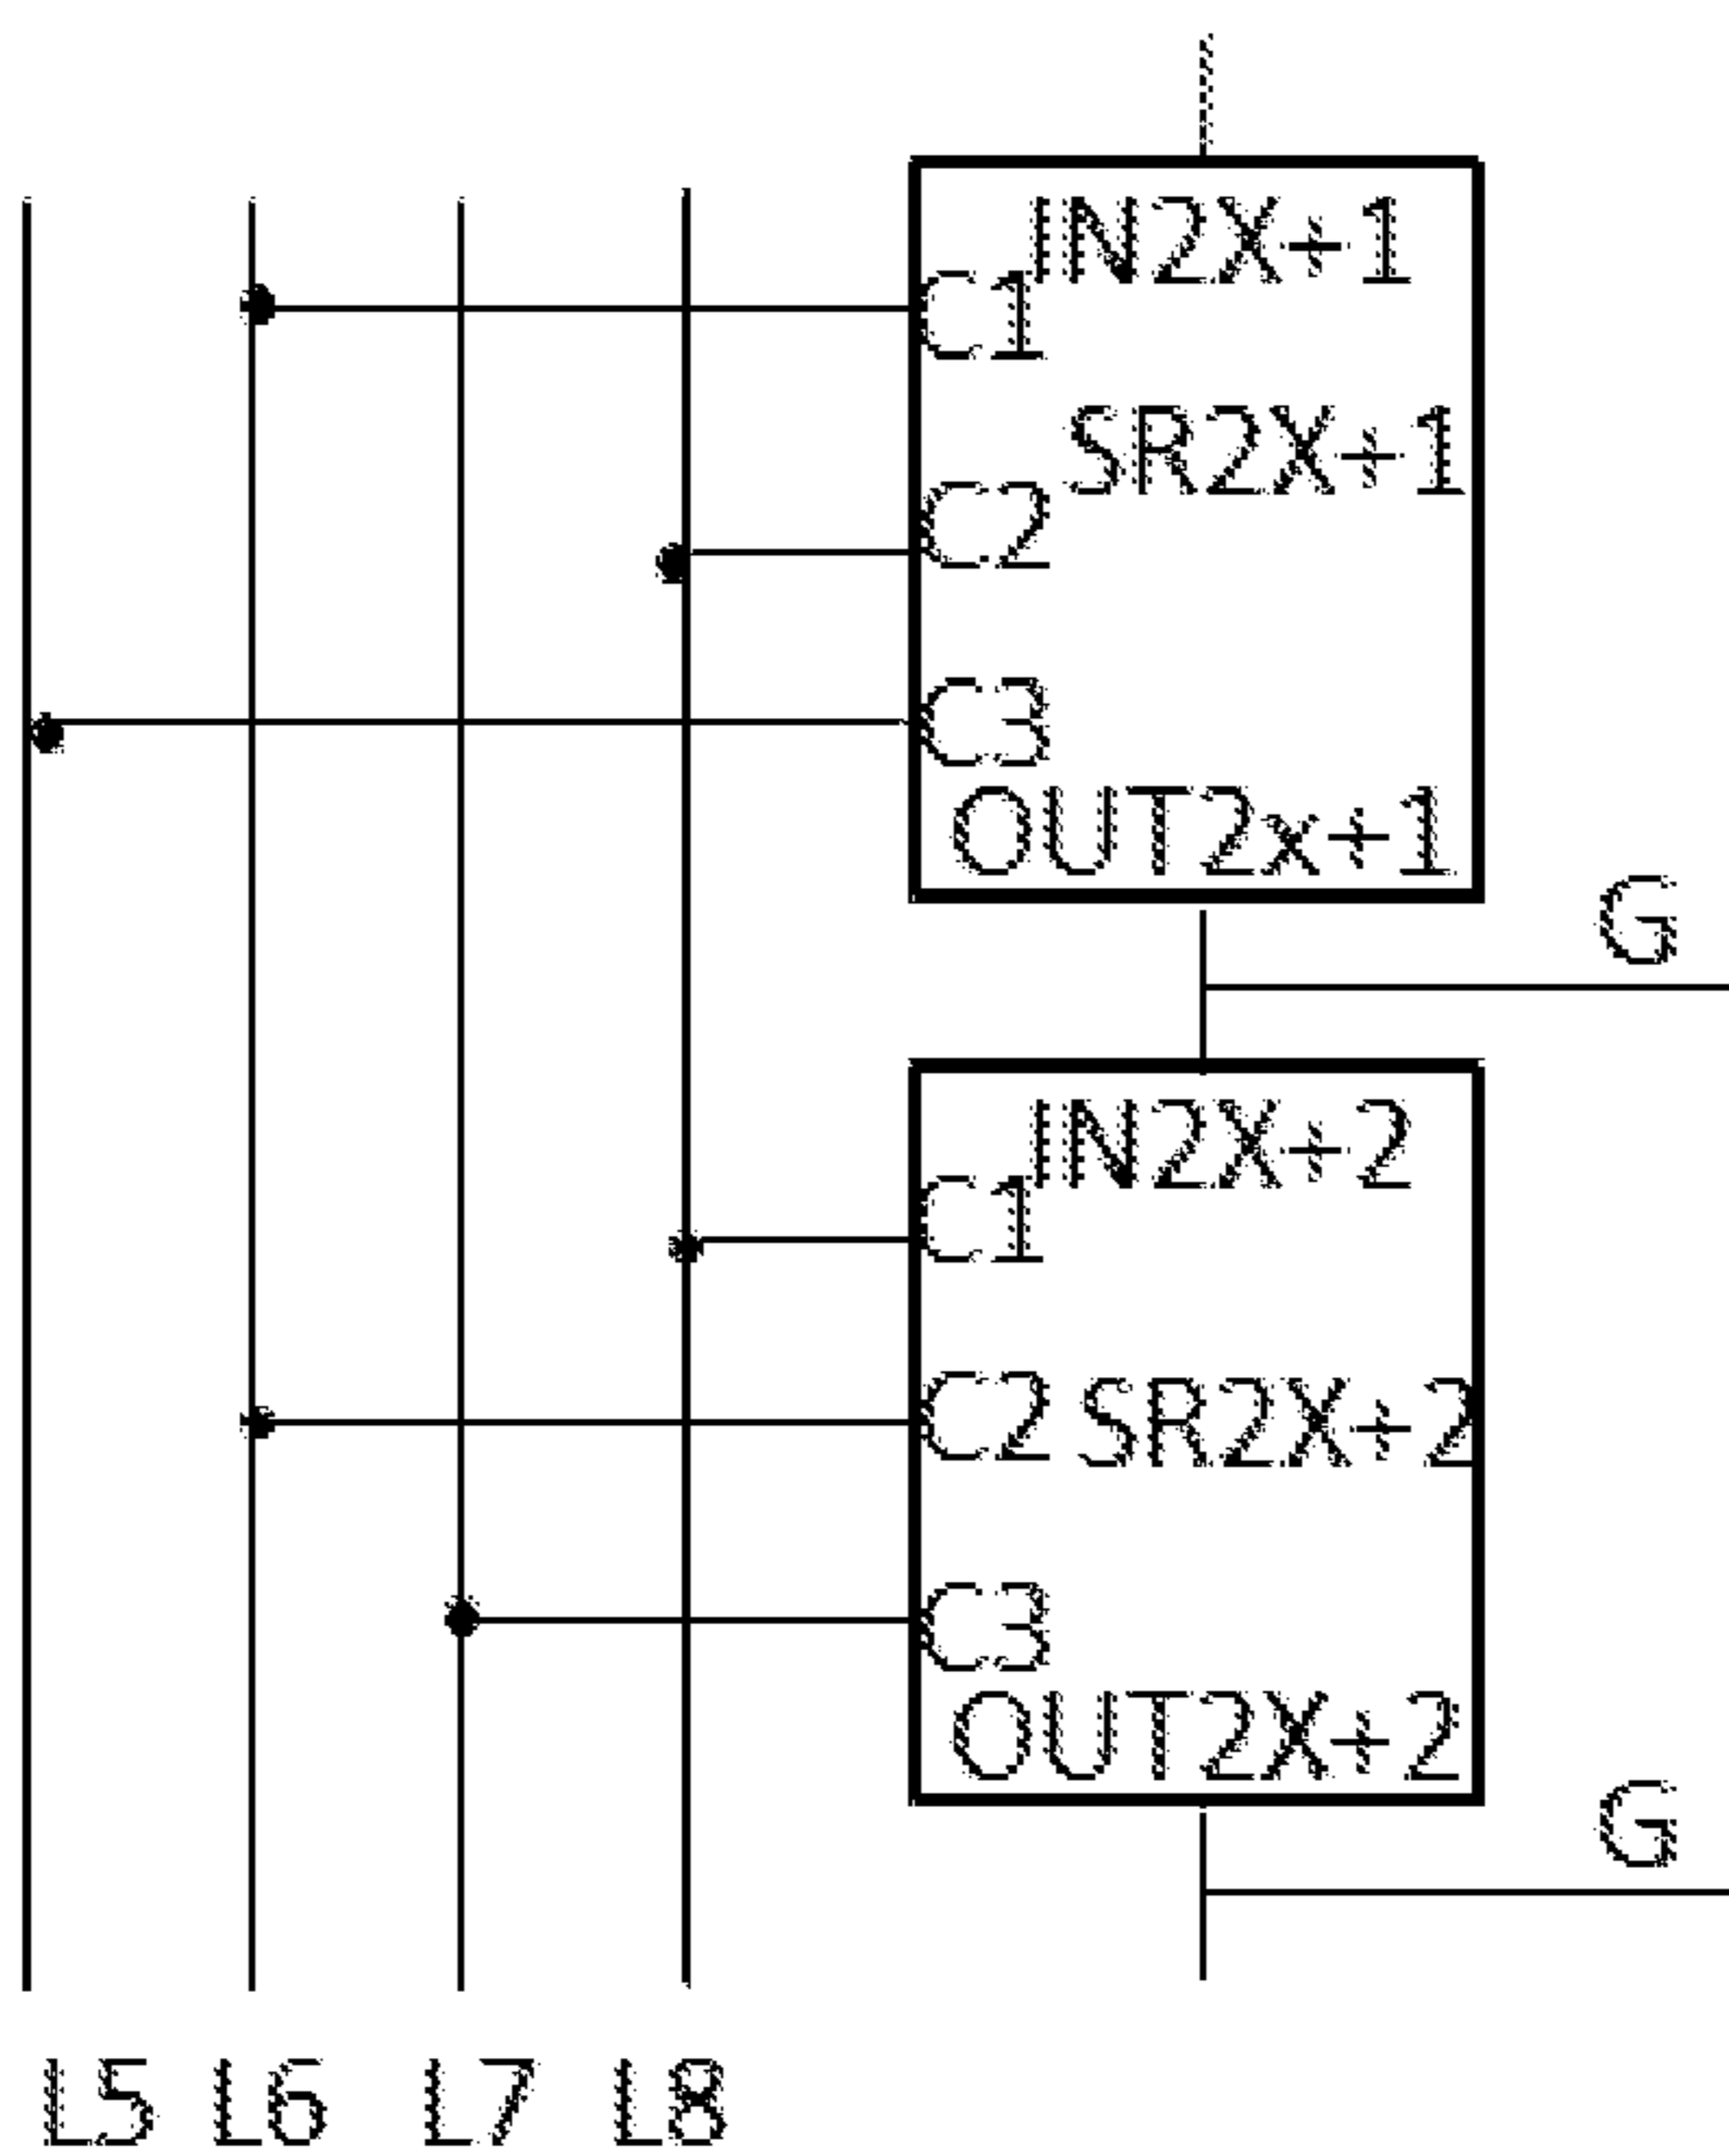 IN2X+1
C1
SR2X+1
C2
C3
OUT2x+1
G
IN2X+2
C1
C2 SR2X+2
C3
OUT2X+2
G
L5 L6 L7 L8